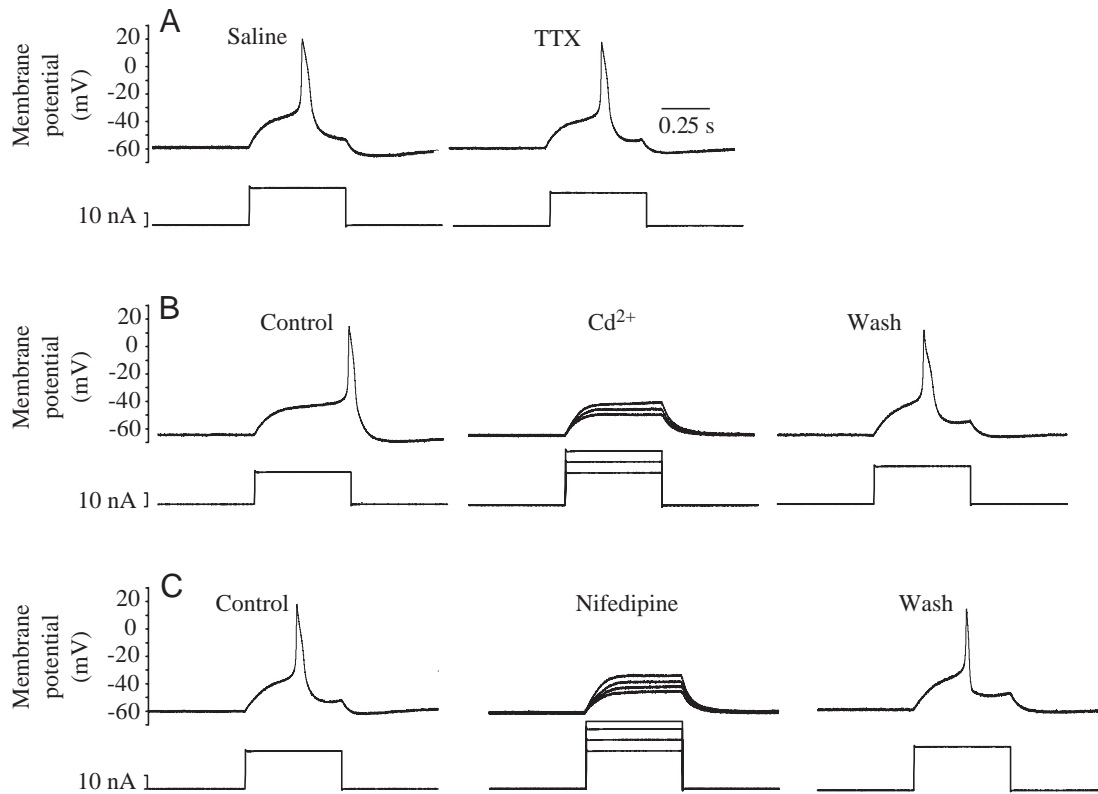 A
Saline
TTX
20
0
-20
-40
-60
Membrane
potential
(mV)
0.25 s
10 nA
B
Control
Cd²⁺
Wash
20
0
-20
-40
-60
Membrane
potential
(mV)
10 nA
C
Control
Nifedipine
Wash
20
0
-20
-40
-60
Membrane
potential
(mV)
10 nA